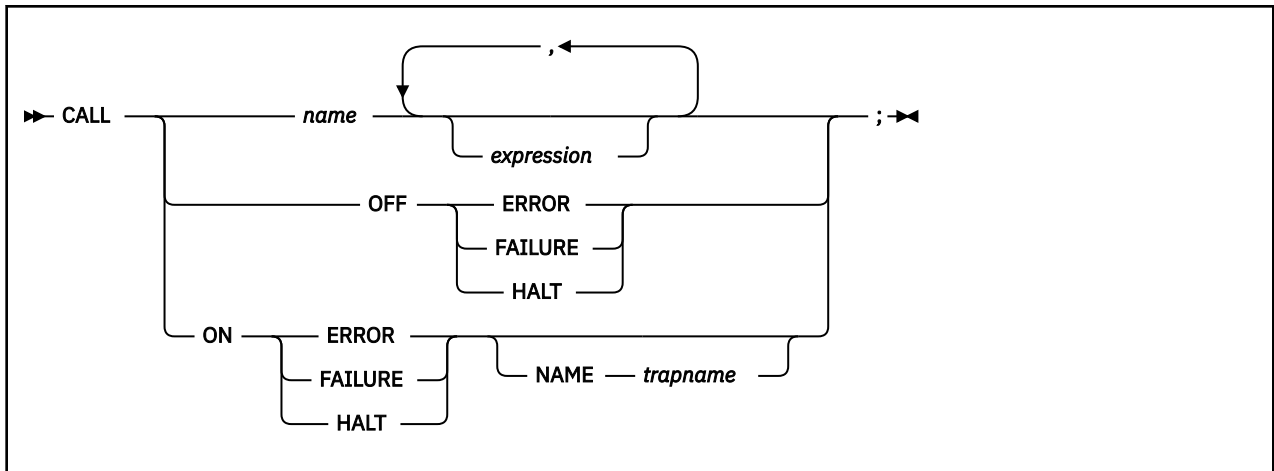 ,
CALL name ;
expression
OFF ERROR
FAILURE
HALT
ON ERROR
FAILURE NAME trapname
HALT